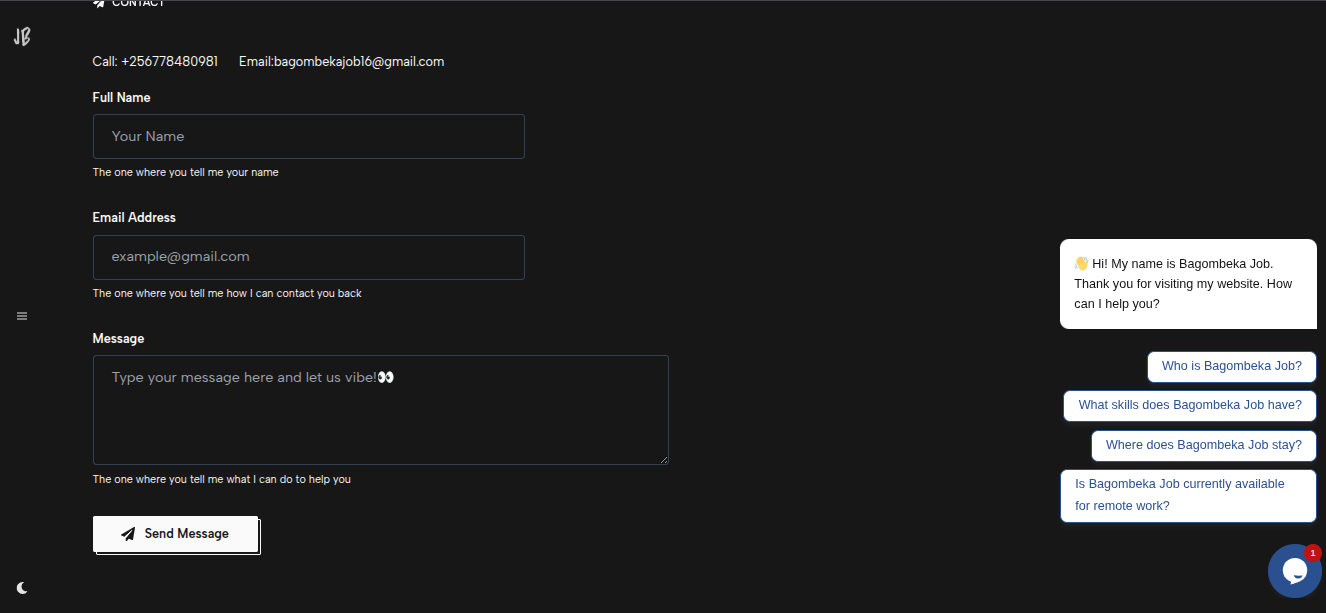 CONTACT
JB
Call: +256778480981 Email:bagombekajob16@gmail.com
Full Name
Your Name
The one where you tell me your name
Email Address
example@gmail.com
The one where you tell me how I can contact you back
Message
Type your message here and let us vibe!👀
The one where you tell me what I can do to help you
Send Message
👋 Hi! My name is Bagombeka Job.
Thank you for visiting my website. How
can I help you?
Who is Bagombeka Job?
What skills does Bagombeka Job have?
Where does Bagombeka Job stay?
Is Bagombeka Job currently available
for remote work?
1